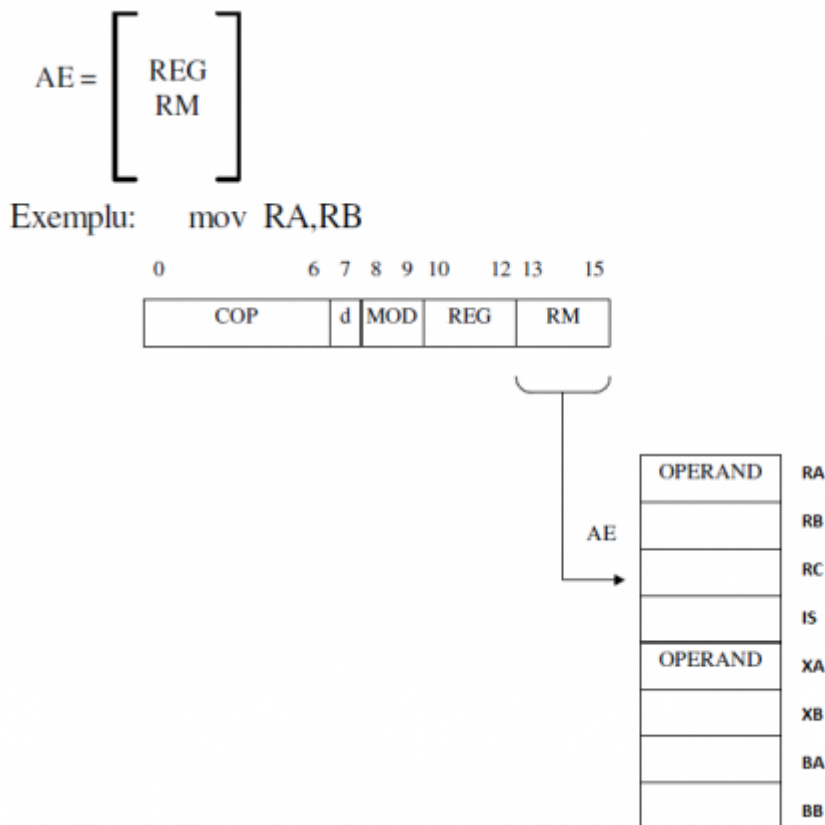 AE =
REG
RM
Exemplu: mov RA,RB
0 6 7 8 9 10 12 13 15
COP d MOD REG RM
OPERAND RA
RB
AE
RC
IS
OPERAND XA
XB
BA
BB